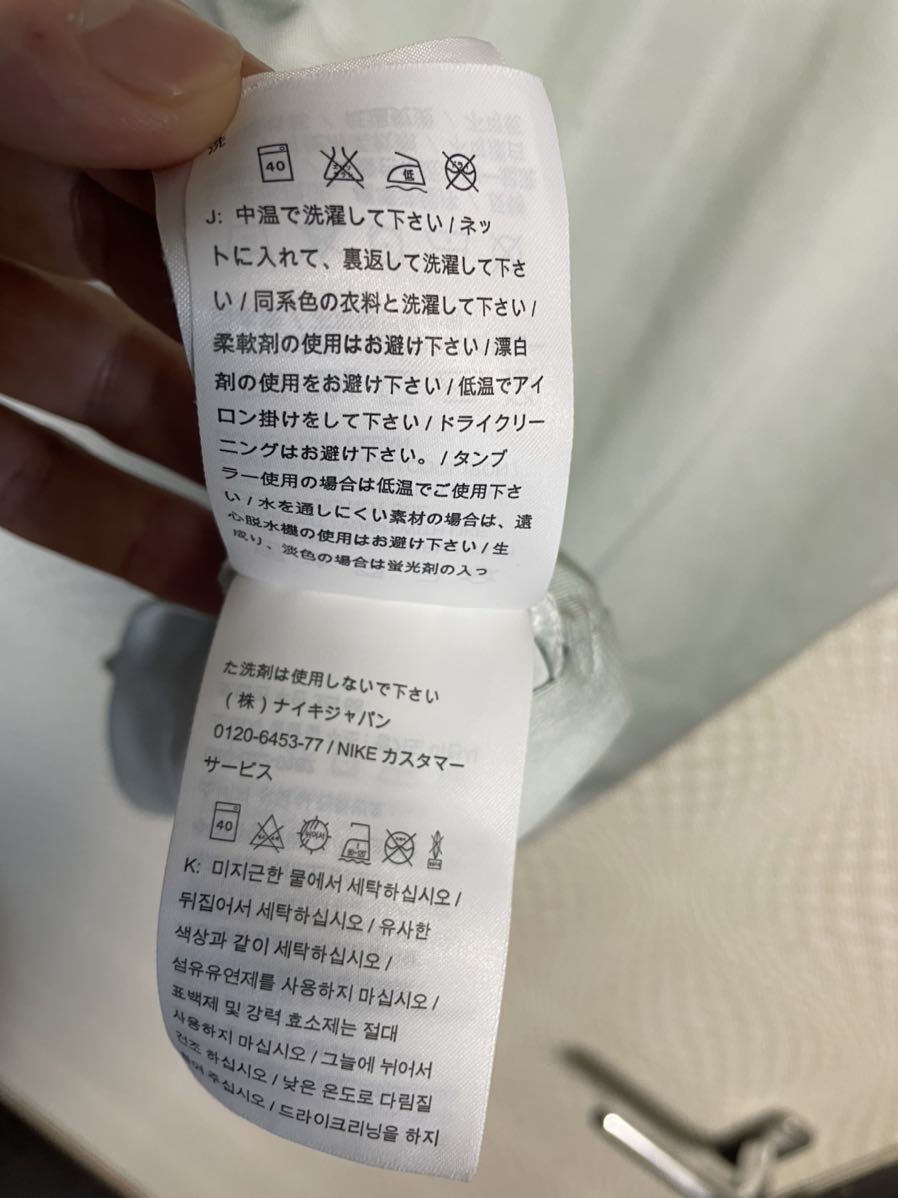 洗
40
低
J: 中温で洗濯して下さい / ネッ
トに入れて、裏返して洗濯して下さ
い / 同系色の衣料と洗濯して下さい /
柔軟剤の使用はお避け下さい / 漂白
剤の使用をお避け下さい / 低温でアイ
ロン掛けをして下さい / ドライクリー
ニングはお避け下さい。 / タンブ
ラー使用の場合は低温でご使用下さ
い / 水を通しにくい素材の場合は、遠
心脱水機の使用はお避け下さい / 生
成り、淡色の場合は蛍光剤の入っ
た洗剤は使用しないで下さい
(株) ナイキジャパン
0120-6453-77 / NIKE カスタマー
サービス
40
K: 미지근한 물에서 세탁하십시오 /
뒤집어서 세탁하십시오 / 유사한
색상과 같이 세탁하십시오 /
섬유유연제를 사용하지 마십시오 /
표백제 및 강력 효소제는 절대
사용하지 마십시오 / 그늘에 뉘어서
건조 하십시오 / 낮은 온도로 다림질
주십시오 / 드라이크리닝을 하지